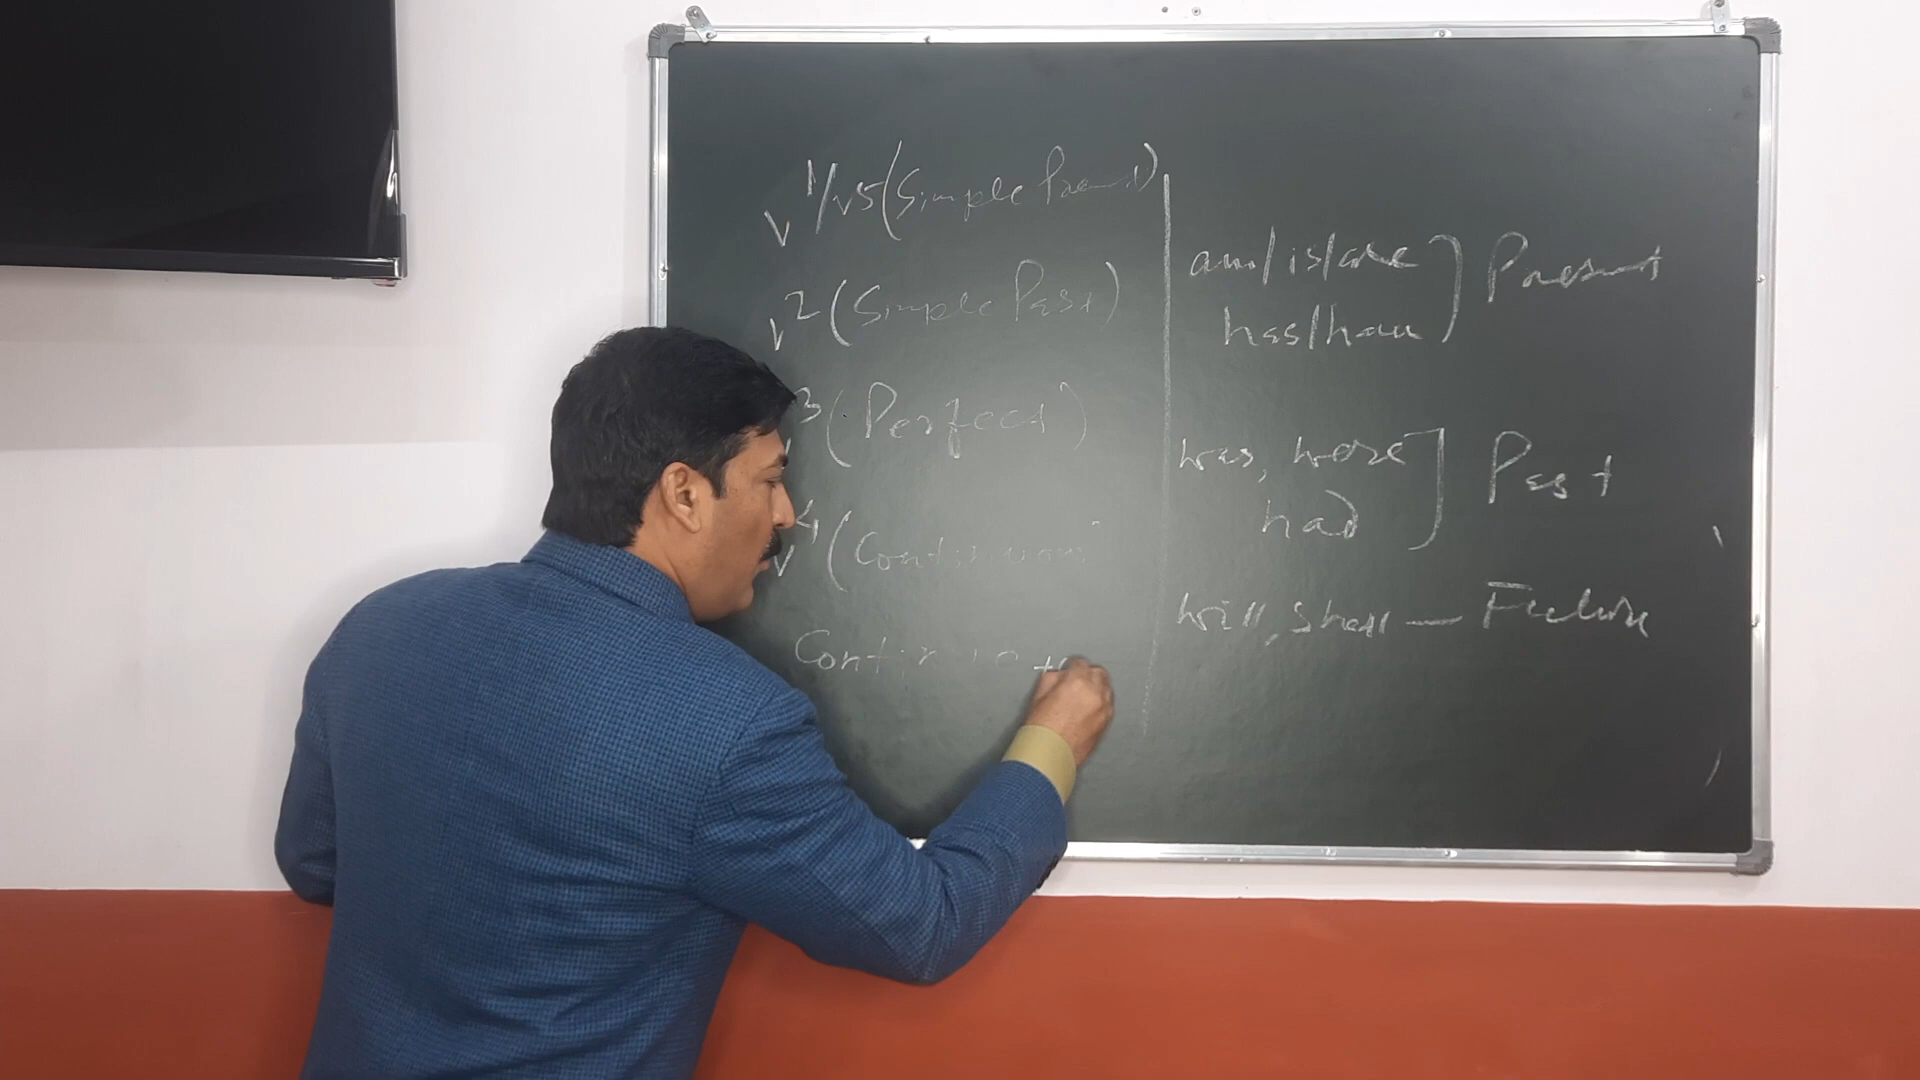 V1/V5 (Simple Present)
V2 (Simple Past)
V3 (Perfect)
V4 (Continuous
am/is/are
has/have
Present
was, were
had
Past
will, shall — Future